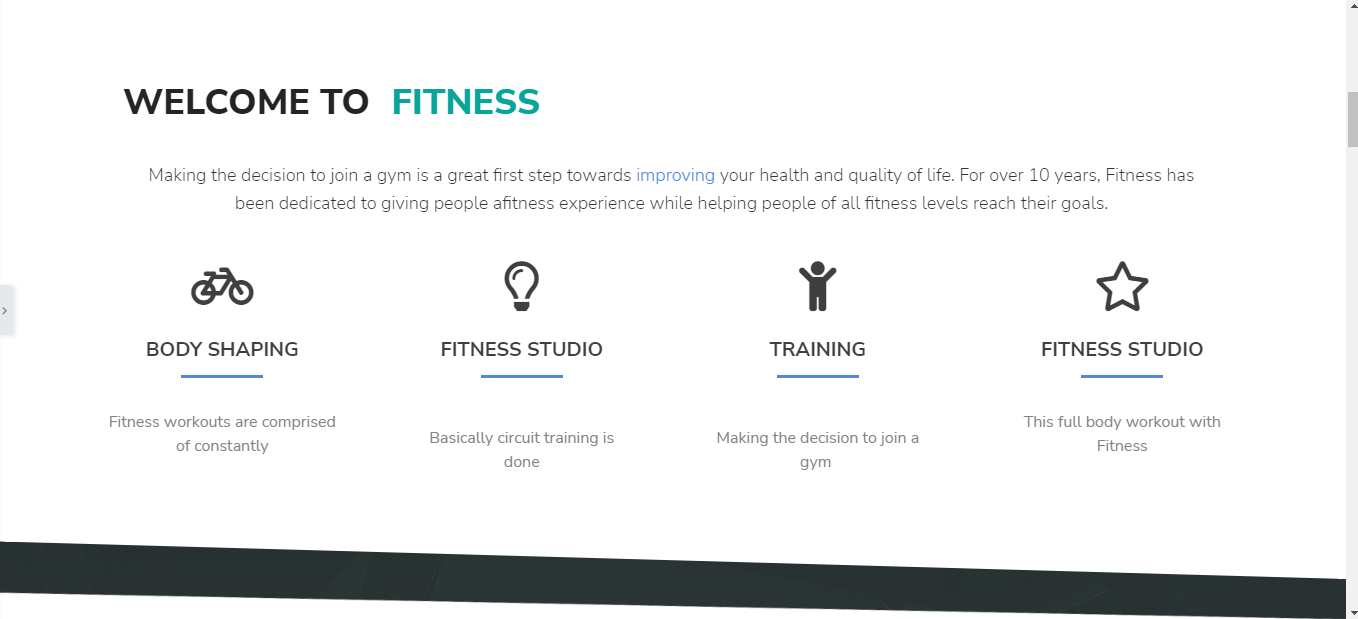 WELCOME TO FITNESS
Making the decision to join a gym is a great first step towards improving your health and quality of life. For over 10 years, Fitness has
been dedicated to giving people afitness experience while helping people of all fitness levels reach their goals.
BODY SHAPING
Fitness workouts are comprised
of constantly
FITNESS STUDIO
Basically circuit training is
done
TRAINING
Making the decision to join a
gym
FITNESS STUDIO
This full body workout with
Fitness